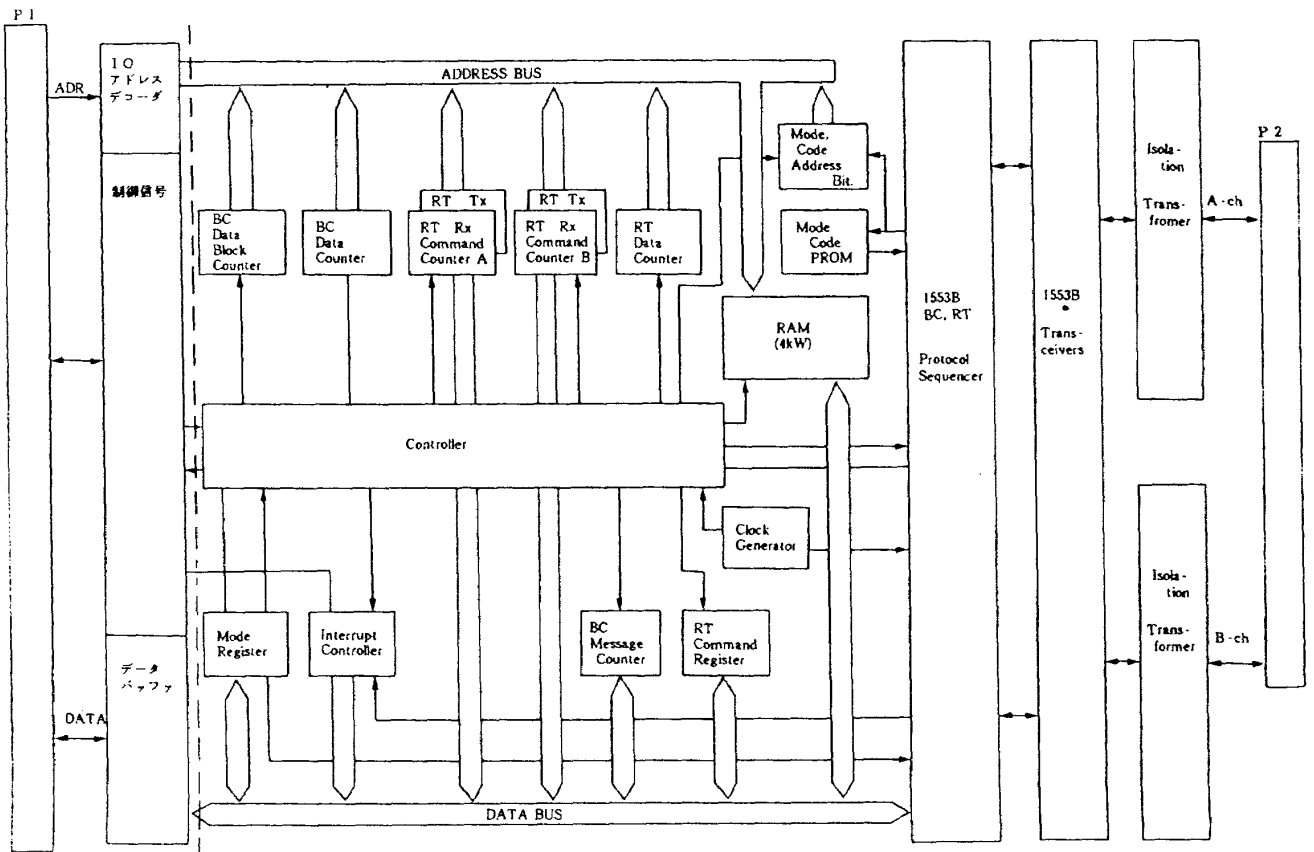 P 1
I O
アドレス
デコーダ
ADR
制御信号
データ
バッファ
DATA
ADDRESS BUS
BC
Data
Block
Counter
BC
Data
Counter
RT Tx
RT Rx
Command
Counter A
RT Tx
RT Rx
Command
Counter B
RT
Data
Counter
Mode,
Code
Address
Bit.
Mode
Code
PROM
RAM
(4kW)
Controller
Clock
Generator
Mode
Register
Interrupt
Controller
BC
Message
Counter
RT
Command
Register
DATA BUS
1553B
BC, RT
Protocol
Sequencer
1553B
Trans-
ceivers
Isola-
tion
Trans-
fromer
A-ch
Isola-
tion
Trans-
former
B-ch
P 2